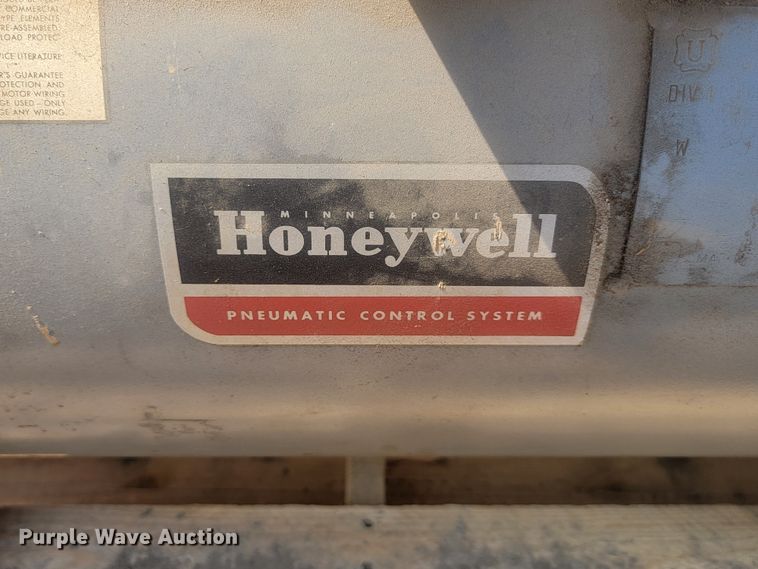 COMMERCIAL
TYPE ELEMENTS
RE-ASSEMBLED.
LOAD PROTEC
ICE LITERATURE
R'S GUARANTEE
OTECTION AND
MOTOR WIRING
GE USED—ONLY
GE ANY WIRING.
U
DIV
W
MINNEAPOLIS
Honeywell
PNEUMATIC CONTROL SYSTEM
Purple Wave Auction